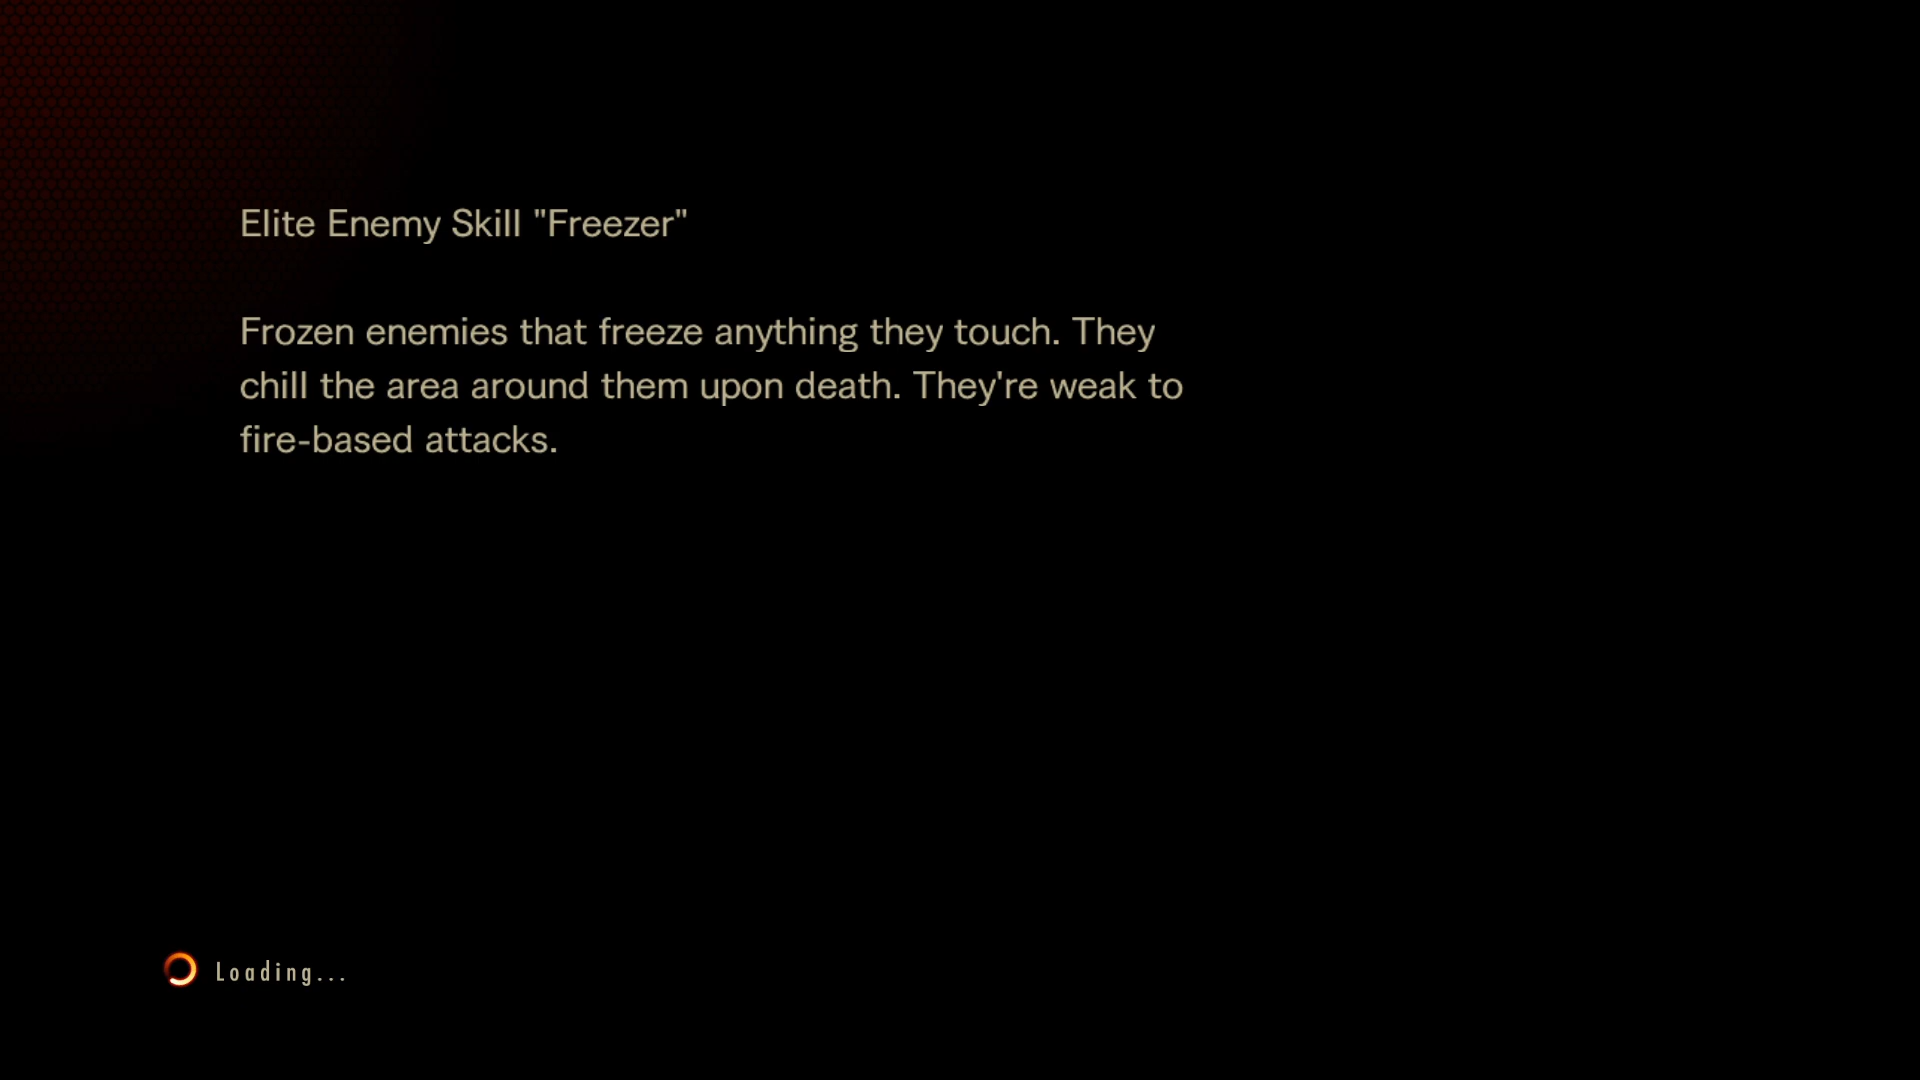 Elite Enemy Skill "Freezer"
Frozen enemies that freeze anything they touch. They
chill the area around them upon death. They're weak to
fire-based attacks.
Loading...